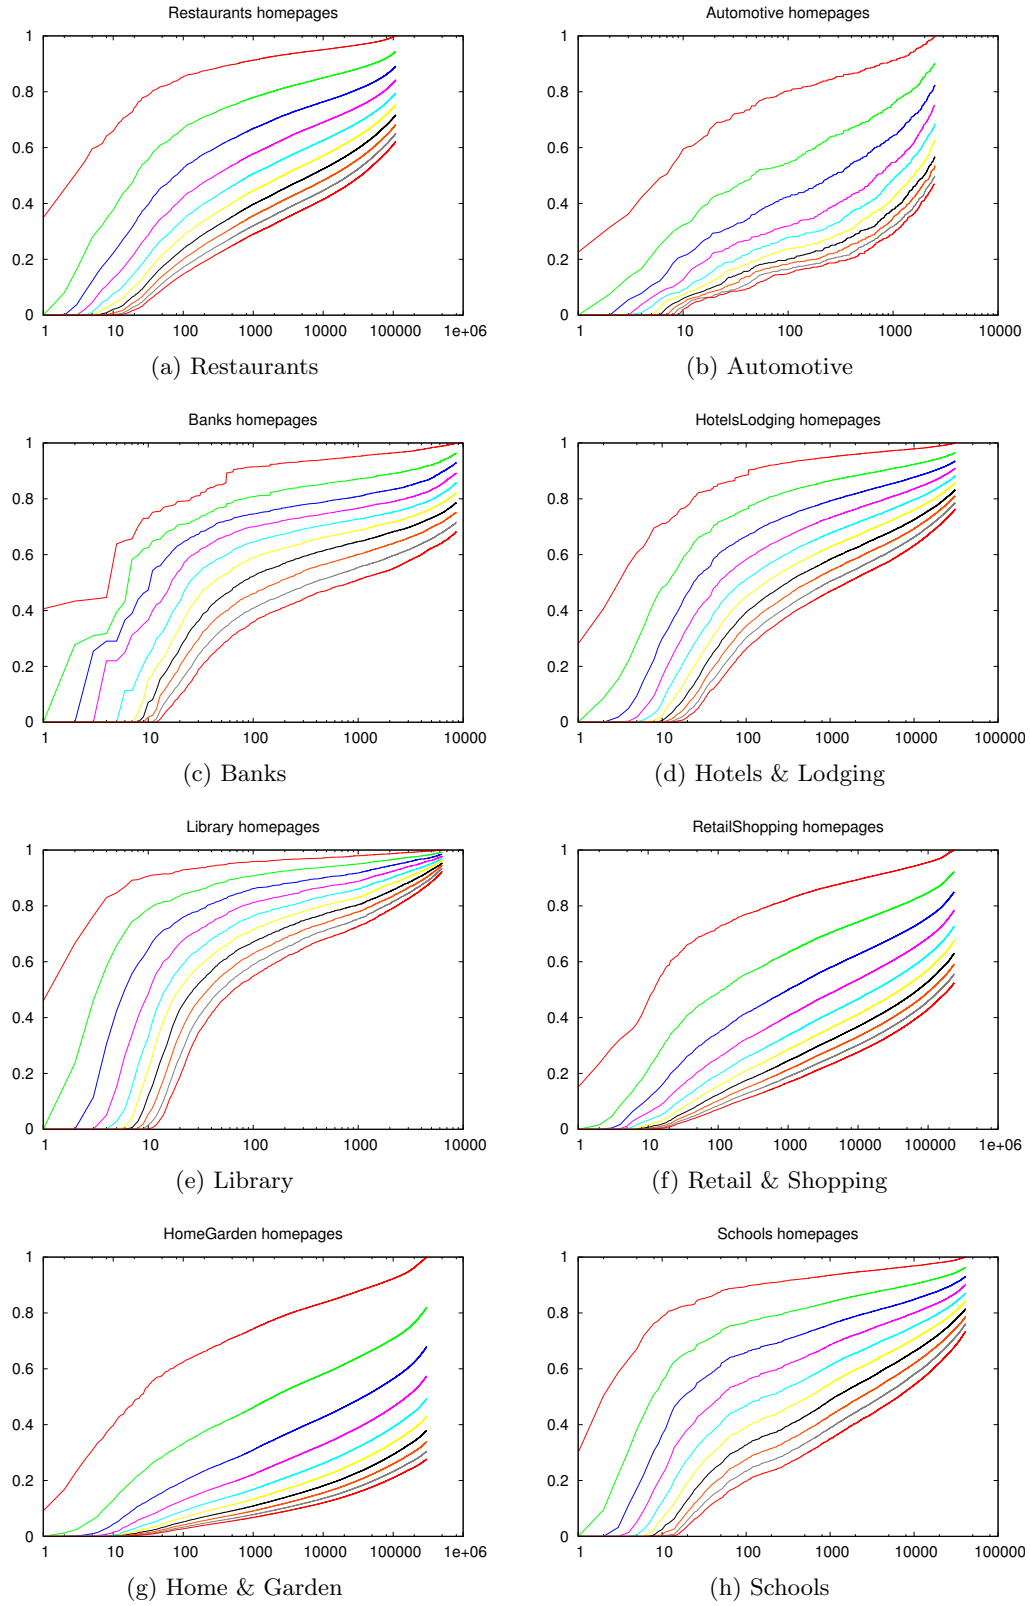 Restaurants homepages
1
0.8
0.6
0.4
0.2
0
1 10 100 1000 10000 100000 1e+06
(a) Restaurants
Automotive homepages
1
0.8
0.6
0.4
0.2
0
1 10 100 1000 10000
(b) Automotive
Banks homepages
1
0.8
0.6
0.4
0.2
0
1 10 100 1000 10000
(c) Banks
HotelsLodging homepages
1
0.8
0.6
0.4
0.2
0
1 10 100 1000 10000 100000
(d) Hotels & Lodging
Library homepages
1
0.8
0.6
0.4
0.2
0
1 10 100 1000 10000
(e) Library
RetailShopping homepages
1
0.8
0.6
0.4
0.2
0
1 10 100 1000 10000 100000 1e+06
(f) Retail & Shopping
HomeGarden homepages
1
0.8
0.6
0.4
0.2
0
1 10 100 1000 10000 100000 1e+06
(g) Home & Garden
Schools homepages
1
0.8
0.6
0.4
0.2
0
1 10 100 1000 10000 100000
(h) Schools